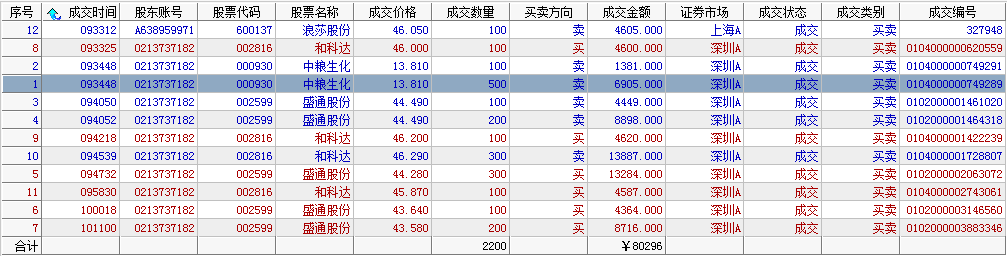 序号 成交时间 股东账号 股票代码 股票名称 成交价格 成交数量 买卖方向 成交金额 证券市场 成交状态 成交类别 成交编号
12 093312 A638959971 600137 浪莎股份 46.050 100 卖 4605.000 上海A 成交 买卖 327948
8 093325 0213737182 002816 和科达 46.000 100 买 4600.000 深圳A 成交 买卖 0104000000620559
2 093448 0213737182 000930 中粮生化 13.810 100 卖 1381.000 深圳A 成交 买卖 0104000000749291
1 093448 0213737182 000930 中粮生化 13.810 500 卖 6905.000 深圳A 成交 买卖 0104000000749289
3 094050 0213737182 002599 盛通股份 44.490 100 卖 4449.000 深圳A 成交 买卖 0102000001461020
4 094052 0213737182 002599 盛通股份 44.490 200 卖 8898.000 深圳A 成交 买卖 0102000001464318
9 094218 0213737182 002816 和科达 46.200 100 买 4620.000 深圳A 成交 买卖 0104000001422239
10 094539 0213737182 002816 和科达 46.290 300 卖 13887.000 深圳A 成交 买卖 0104000001728807
5 094732 0213737182 002599 盛通股份 44.280 300 买 13284.000 深圳A 成交 买卖 0102000002063072
11 095830 0213737182 002816 和科达 45.870 100 买 4587.000 深圳A 成交 买卖 0104000002743061
6 100018 0213737182 002599 盛通股份 43.640 100 买 4364.000 深圳A 成交 买卖 0102000003146560
7 101100 0213737182 002599 盛通股份 43.580 200 买 8716.000 深圳A 成交 买卖 0102000003883346
合计 2200 ￥80296